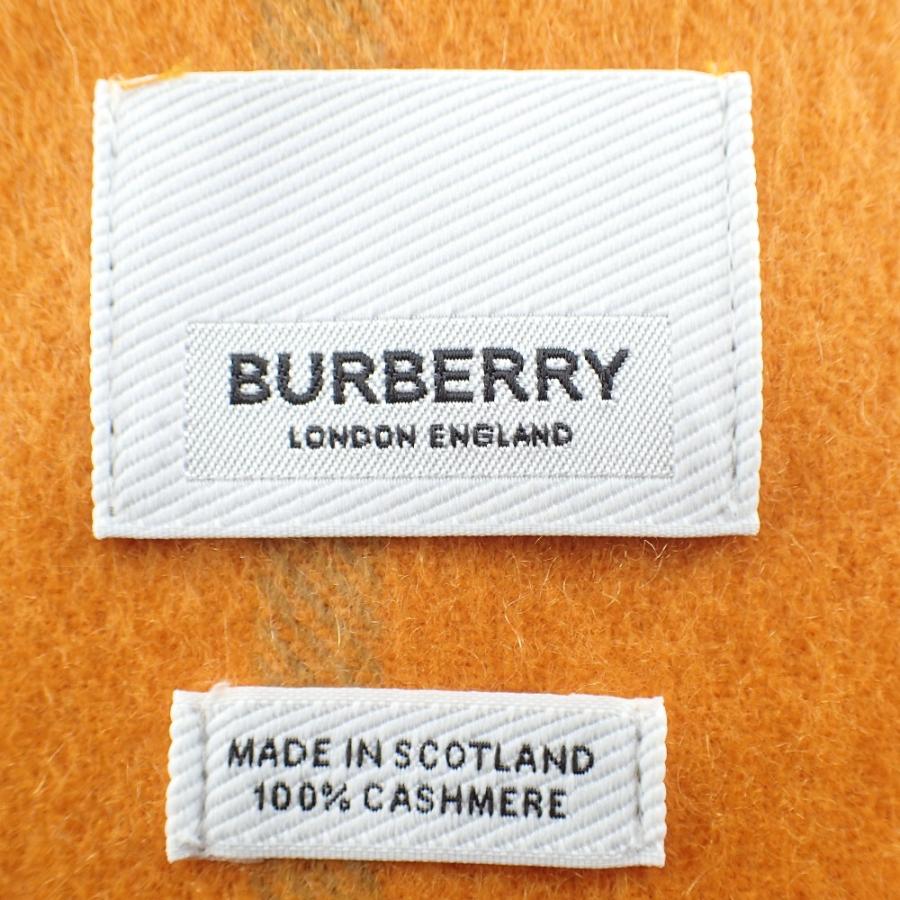 BURBERRY
LONDON ENGLAND
MADE IN SCOTLAND
100% CASHMERE